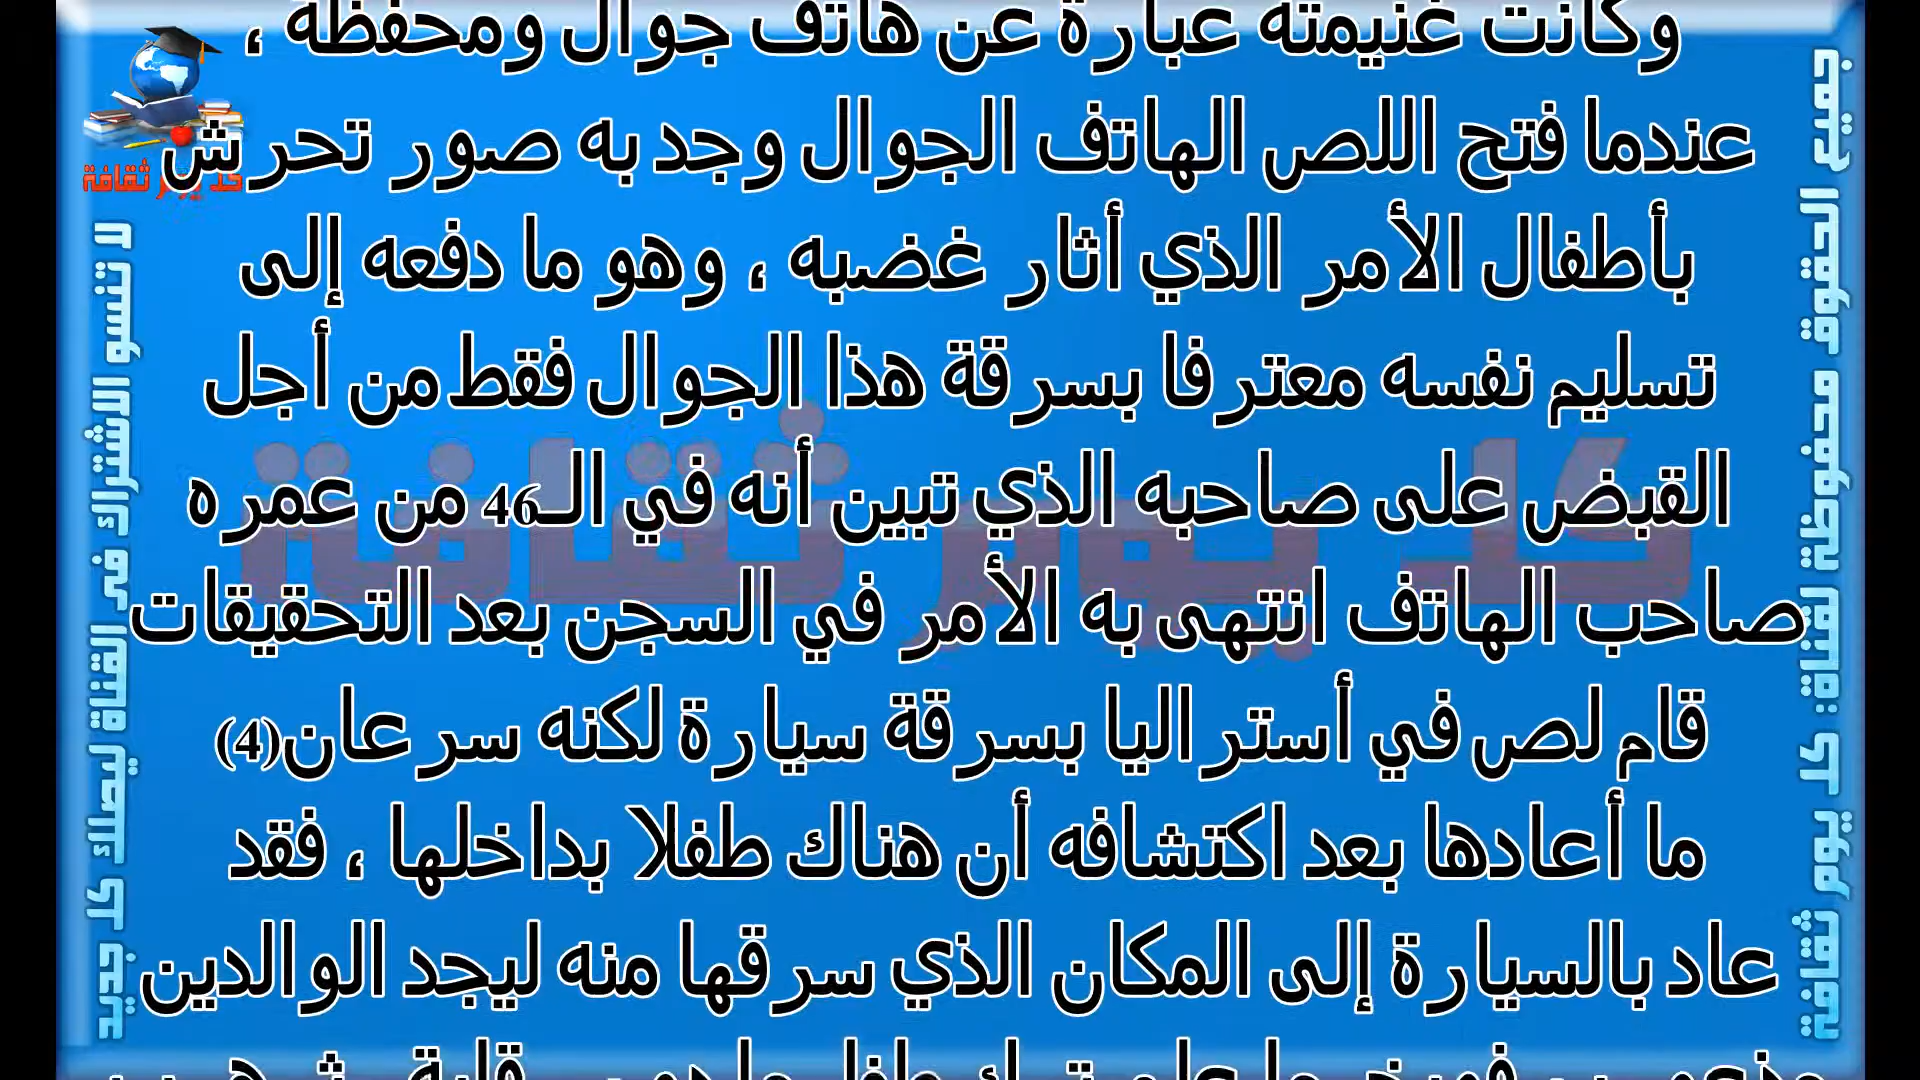 وكانت غنيمته عبارة عن هاتف جوال ومحفظة ،
عندما فتح اللص الهاتف الجوال وجد به صور تحرش
بأطفال الأمر الذي أثار غضبه ، وهو ما دفعه إلى
تسليم نفسه معترفا بسرقة هذا الجوال فقط من أجل
القبض على صاحبه الذي تبين أنه في الـ46 من عمره
صاحب الهاتف انتهى به الأمر في السجن بعد التحقيقات
قام لص في أستراليا بسرقة سيارة لكنه سرعان(4)
ما أعادها بعد اكتشافه أن هناك طفلا بداخلها ، فقد
عاد بالسيارة إلى المكان الذي سرقها منه ليجد الوالدين
جميع الحقوق محفوظة لقناة: كل يوم ثقافة
لا تنسو الاشتراك في القناة ليصلك كل جديد
كل يوم ثقافة
كل يوم ثقافة